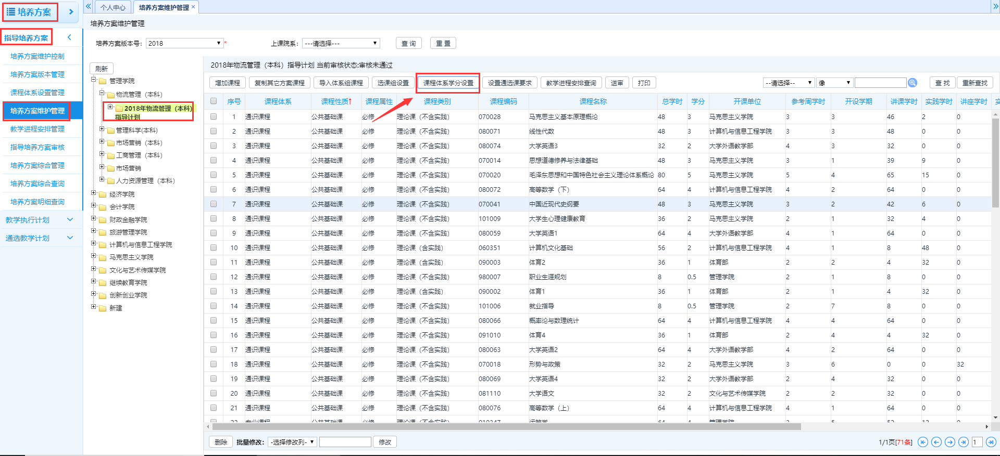 培养方案
个人中心
培养方案维护管理 ×
培养方案维护管理
指导培养方案
培养方案维护控制
培养方案版本管理
课程体系设置管理
培养方案维护管理
教学进程安排管理
指导培养方案审核
培养方案综合管理
培养方案综合查询
培养方案明细查询
教学执行计划
通选教学计划
培养方案版本号: 2018 * 上课院系: ---请选择--- 查 询 重 置
刷新
管理学院
物流管理（本科）
2018年物流管理（本科）
指导计划
管理科学(本科)
市场营销（本科）
工商管理（本科）
市场营销
人力资源管理（本科）
经济学院
会计学院
财政金融学院
旅游管理学院
计算机与信息工程学院
马克思主义学院
文化与艺术传媒学院
继续教育学院
创新创业学院
新建
2018年物流管理（本科）指导计划 当前审核状态:审核未通过
增加课程 复制其它方案课程 导入体系组课程 选课组设置 课程体系学分设置 设置通选课要求 教学进程安排查询 送审 打印 --请选择-- 像 查 找 重新查找
序号 课程体系 课程性质↑ 课程属性 课程类别 课程编码 课程名称 总学时 学分 开课单位 参考周学时 开设学期 讲课学时 实践学时 讲座学时 实
1 通识课程 公共基础课 必修 理论课（不含实践） 070028 马克思主义基本原理概论 48 3 马克思主义学院 3 3 46 2 0
2 通识课程 公共基础课 必修 理论课（不含实践） 080071 线性代数 48 3 计算机与信息工程学院 3 3 48 0 0
3 通识课程 公共基础课 必修 理论课（不含实践） 080074 大学英语3 32 2 大学外语教学部 4 3 32 0 0
4 通识课程 公共基础课 必修 理论课（不含实践） 070014 思想道德修养与法律基础 48 3 马克思主义学院 3 1 39 9 0
5 通识课程 公共基础课 必修 理论课（不含实践） 070020 毛泽东思想和中国特色社会主义理论体系概论 80 5 马克思主义学院 5 4 65 15 0
6 通识课程 公共基础课 必修 理论课（不含实践） 080072 高等数学（下） 64 4 计算机与信息工程学院 4 2 64 0 0
7 通识课程 公共基础课 必修 理论课（不含实践） 070041 中国近现代史纲要 48 3 马克思主义学院 3 2 42 6 0
8 通识课程 公共基础课 必修 理论课（不含实践） 101009 大学生心理健康教育 36 2 马克思主义学院 2 1 32 4 0
9 通识课程 公共基础课 必修 理论课（不含实践） 080059 大学英语1 64 4 大学外语教学部 4 1 64 0 0
10 通识课程 公共基础课 必修 理论课（含实践） 060351 计算机文化基础 56 2 计算机与信息工程学院 4 1 8 48 0
11 通识课程 公共基础课 必修 理论课（含实践） 090003 体育2 36 1 体育部 2 2 4 32 0
12 通识课程 公共基础课 必修 理论课（不含实践） 980007 职业生涯规划 8 0.5 管理学院 2 1 8 0 0
13 通识课程 公共基础课 必修 理论课（含实践） 090002 体育1 36 1 体育部 2 1 4 32 0
14 通识课程 公共基础课 必修 理论课（不含实践） 101006 就业指导 8 0.5 管理学院 2 7 8 0 0
15 通识课程 公共基础课 必修 理论课（不含实践） 080066 概率论与数理统计 64 4 计算机与信息工程学院 4 4 64 0 0
16 通识课程 公共基础课 必修 理论课（不含实践） 091010 体育4 36 1 体育部 2 4 4 32 0
17 通识课程 公共基础课 必修 理论课（不含实践） 080063 大学英语2 64 4 大学外语教学部 4 2 64 0 0
18 通识课程 公共基础课 必修 理论课（不含实践） 070018 形势与政策 32 2 马克思主义学院 3 6 0 0 32
19 通识课程 公共基础课 必修 理论课（不含实践） 080069 大学英语4 32 2 大学外语教学部 2 4 32 0 0
20 通识课程 公共基础课 必修 理论课（不含实践） 081110 大学语文 32 2 文化与艺术传媒学院 2 2 32 0 0
21 通识课程 公共基础课 必修 理论课（不含实践） 080076 高等数学（上） 64 4 计算机与信息工程学院 4 1 64 0 0
删除 批量修改: -选择修改列- 修改 1/1页[71条] 1